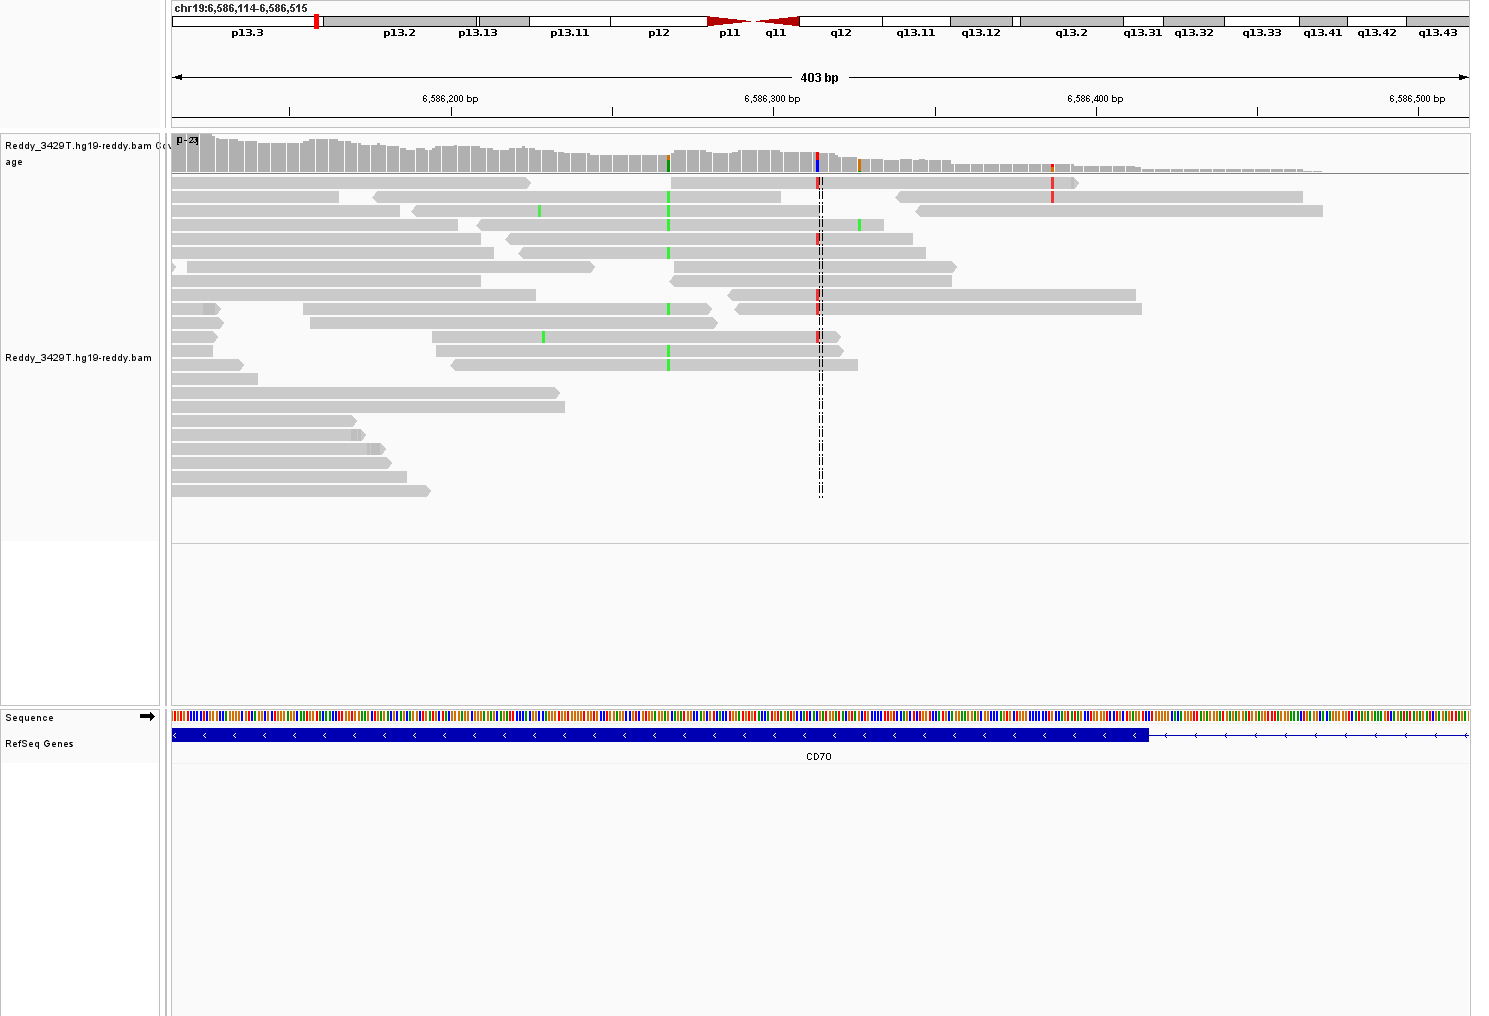 chr19:6,586,114-6,586,515
p13.3 p13.2 p13.13 p13.11 p12 p11 q11 q12 q13.11 q13.12 q13.2 q13.31 q13.32 q13.33 q13.41 q13.42 q13.43
403 bp
6,586,200 bp 6,586,300 bp 6,586,400 bp 6,586,500 bp
Reddy_3429T.hg19-reddy.bam Cov
age
[0-23]
Reddy_3429T.hg19-reddy.bam
Sequence
RefSeq Genes
CD70